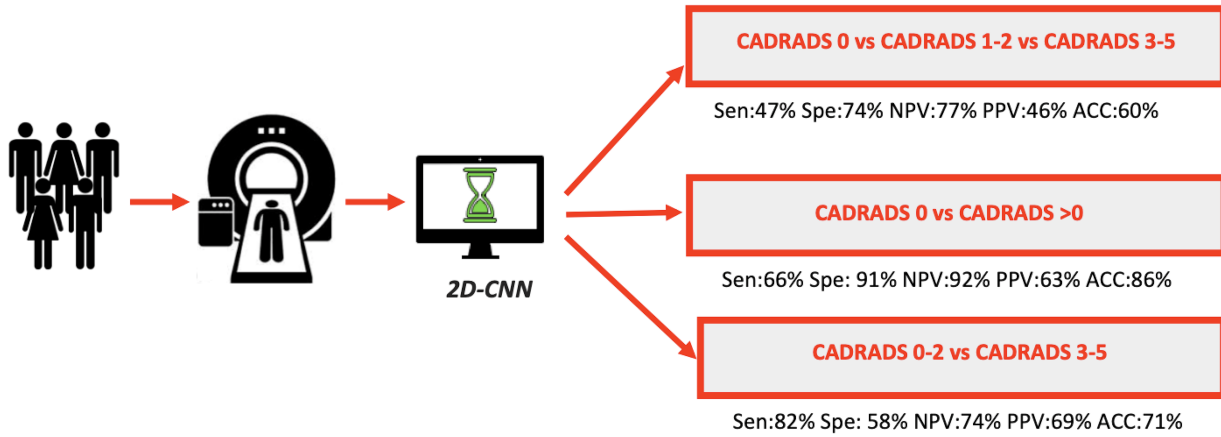 CADRADS 0 vs CADRADS 1-2 vs CADRADS 3-5
Sen:47% Spe:74% NPV:77% PPV:46% ACC:60%
2D-CNN
CADRADS 0 vs CADRADS >0
Sen:66% Spe: 91% NPV:92% PPV:63% ACC:86%
CADRADS 0-2 vs CADRADS 3-5
Sen:82% Spe: 58% NPV:74% PPV:69% ACC:71%